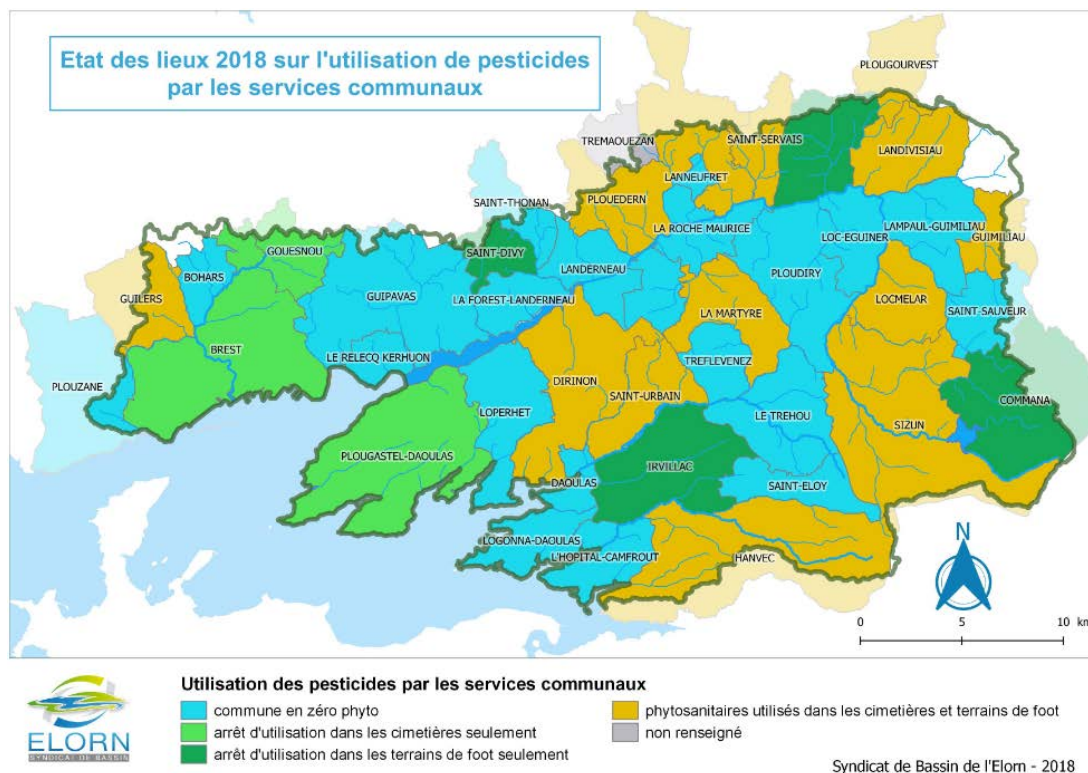 Etat des lieux 2018 sur l'utilisation de pesticides
par les services communaux
PLOUGOURVEST
TREMAOUEZAN
SAINT-SERVAIS
LANDIVISIAU
LANNEUFRET
SAINT-THONAN
PLOUEDERN
LA ROCHE MAURICE
LOC-EGUINER
LAMPAUL-GUIMILIAU
GUIMILIAU
GOUESNOU
SAINT-DIVY
BOHARS
LANDERNEAU
PLOUDIRY
GUILERS
GUIPAVAS
LA FOREST-LANDERNEAU
LOCMELAR
SAINT-SAUVEUR
LA MARTYRE
BREST
LE RELECQ KERHUON
TREFLEVENEZ
PLOUZANE
DIRINON
SAINT-URBAIN
COMMANA
LOPERHET
LE TREHOU
SIZUN
PLOUGASTEL-DAOULAS
IRVILLAC
DAOULAS
SAINT-ELOY
LOGONNA-DAOULAS
L'HOPITAL-CAMFROUT
HANVEC
N
0 5 10 km
ELORN
SYNDICAT DE BASSIN
Utilisation des pesticides par les services communaux
commune en zéro phyto
arrêt d'utilisation dans les cimetières seulement
arrêt d'utilisation dans les terrains de foot seulement
phytosanitaires utilisés dans les cimetières et terrains de foot
non renseigné
Syndicat de Bassin de l'Elorn - 2018